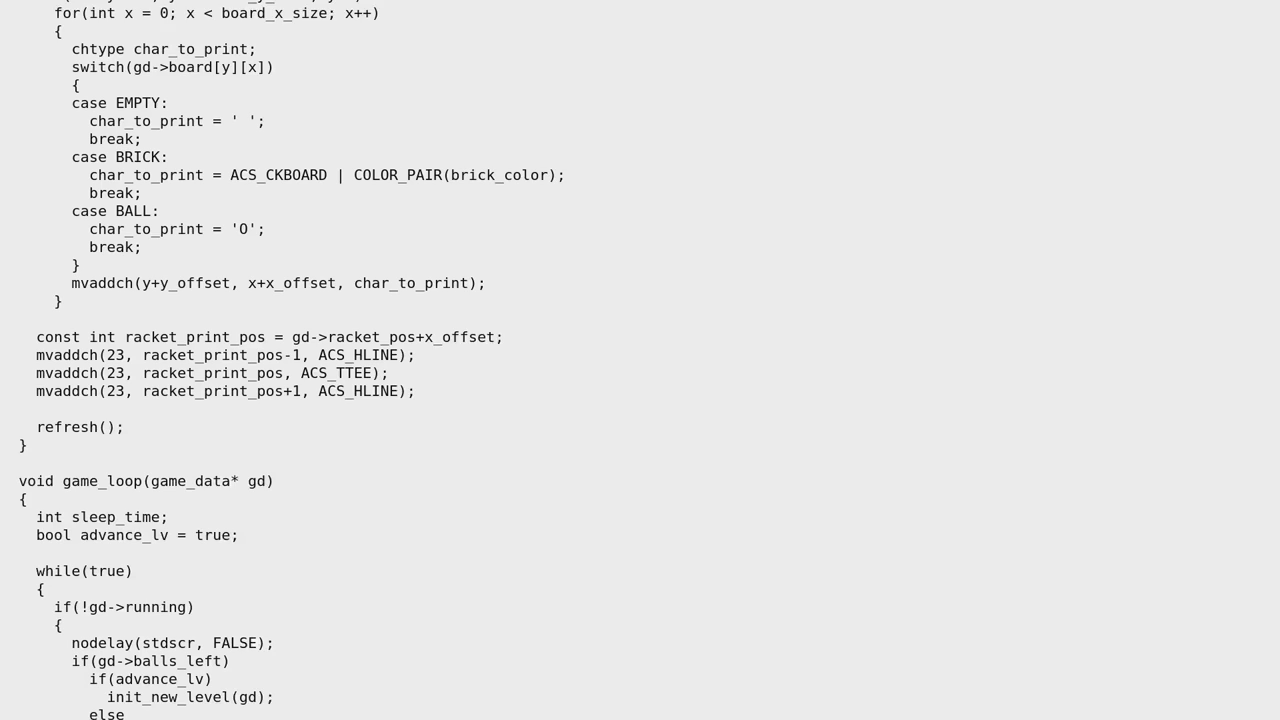 for(int x = 0; x < board_x_size; x++)
    {
      chtype char_to_print;
      switch(gd->board[y][x])
      {
      case EMPTY:
        char_to_print = ' ';
        break;
      case BRICK:
        char_to_print = ACS_CKBOARD | COLOR_PAIR(brick_color);
        break;
      case BALL:
        char_to_print = 'O';
        break;
      }
      mvaddch(y+y_offset, x+x_offset, char_to_print);
    }

  const int racket_print_pos = gd->racket_pos+x_offset;
  mvaddch(23, racket_print_pos-1, ACS_HLINE);
  mvaddch(23, racket_print_pos, ACS_TTEE);
  mvaddch(23, racket_print_pos+1, ACS_HLINE);

  refresh();
}

void game_loop(game_data* gd)
{
  int sleep_time;
  bool advance_lv = true;

  while(true)
  {
    if(!gd->running)
    {
      nodelay(stdscr, FALSE);
      if(gd->balls_left)
        if(advance_lv)
          init_new_level(gd);
        else